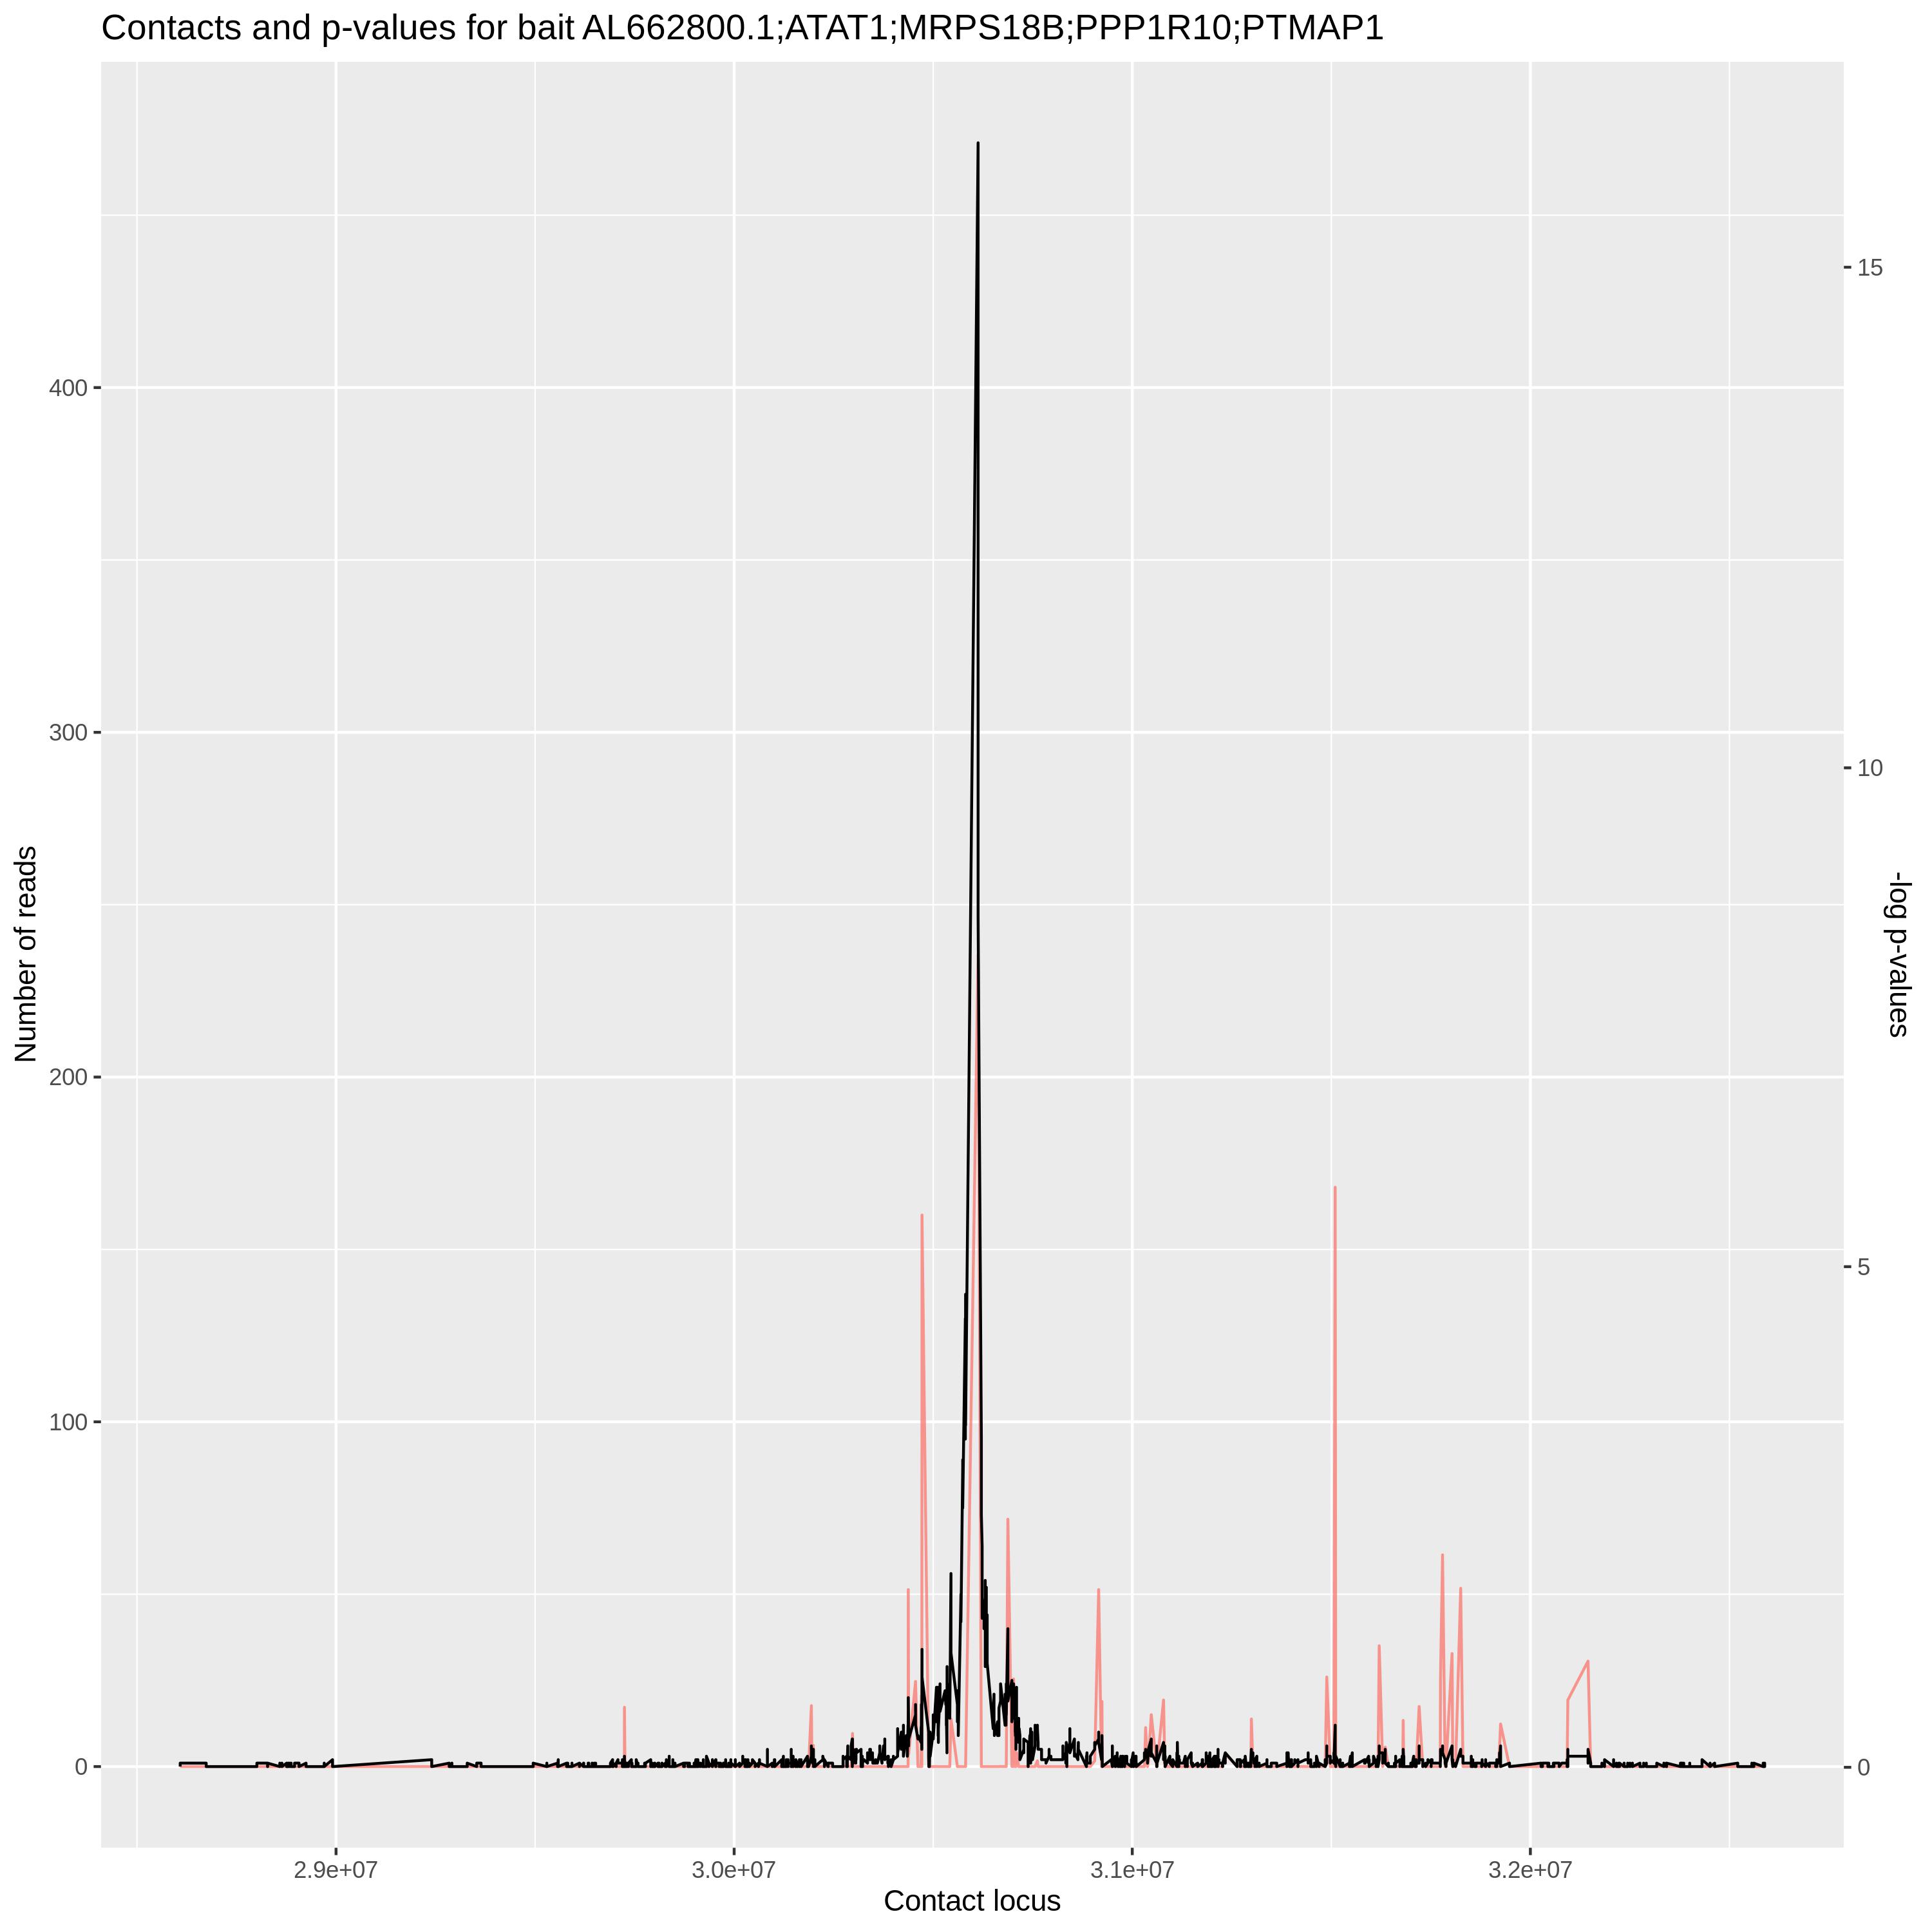 Contacts and p-values for bait AL662800.1;ATAT1;MRPS18B;PPP1R10;PTMAP1
15
400
10
300
Number of reads
-log p-values
200
5
100
0
0
2.9e+07
3.0e+07
3.1e+07
3.2e+07
Contact locus